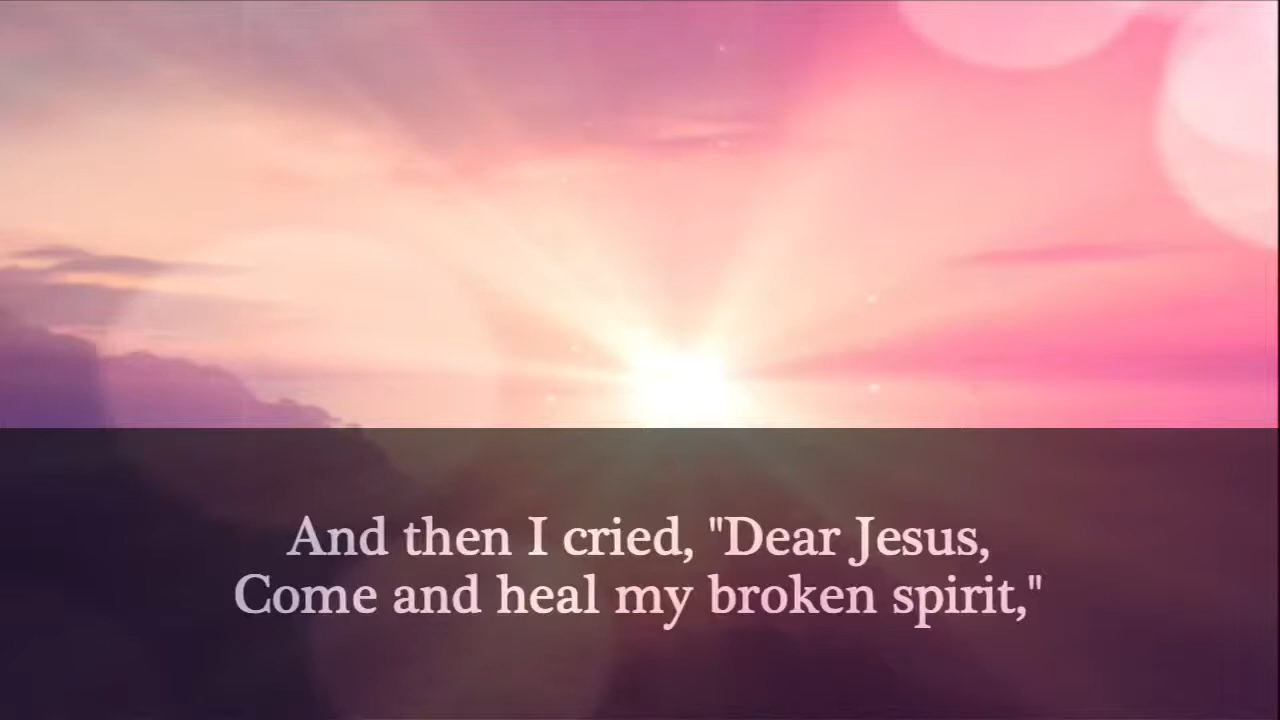 And then I cried, "Dear Jesus,
Come and heal my broken spirit,"